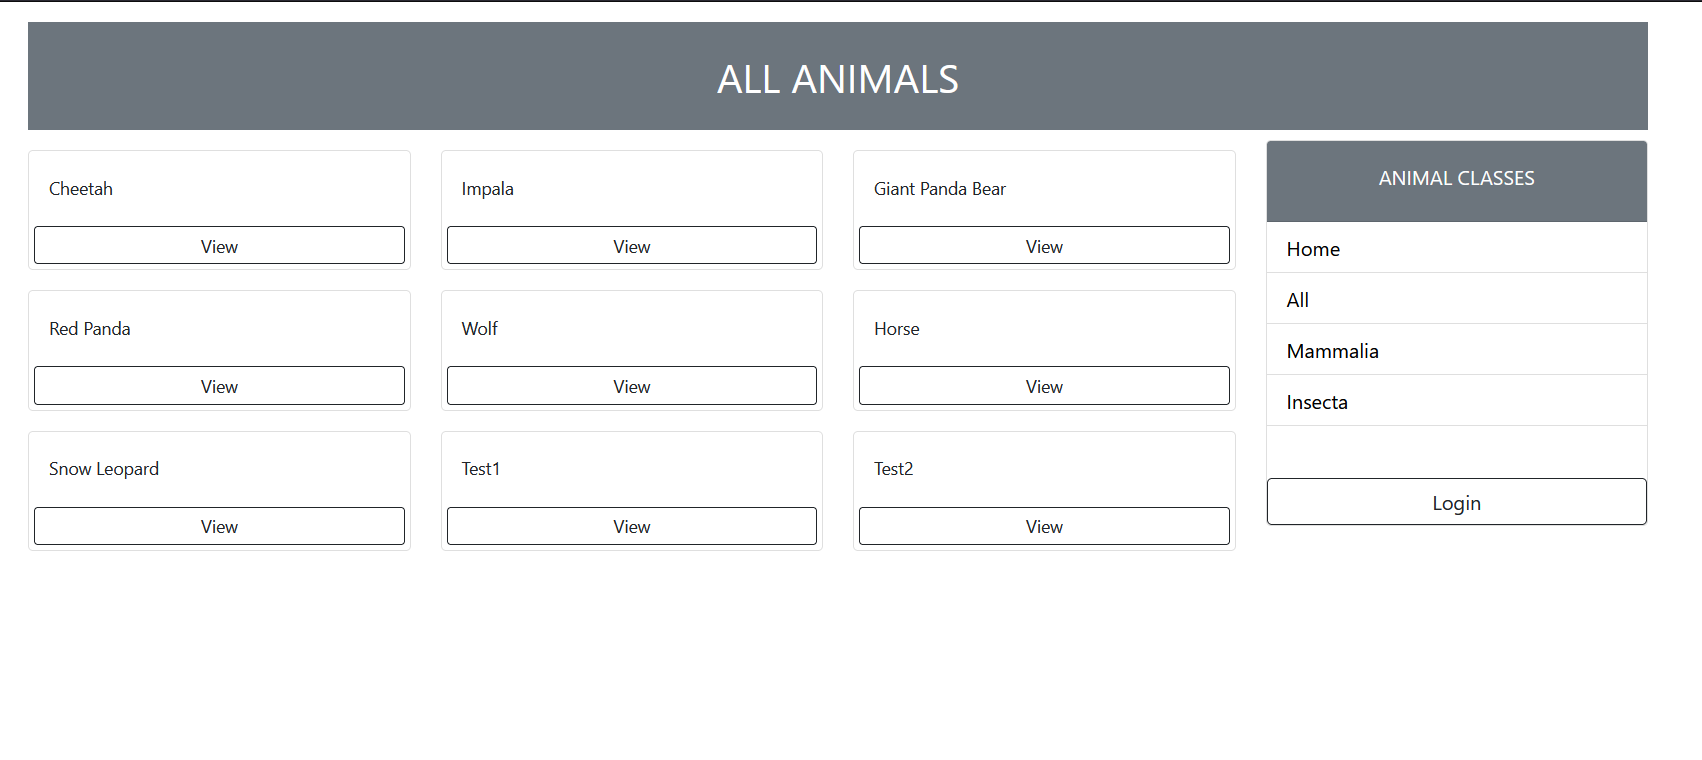 ALL ANIMALS
Cheetah
View
Impala
View
Giant Panda Bear
View
Red Panda
View
Wolf
View
Horse
View
Snow Leopard
View
Test1
View
Test2
View
ANIMAL CLASSES
Home
All
Mammalia
Insecta
Login